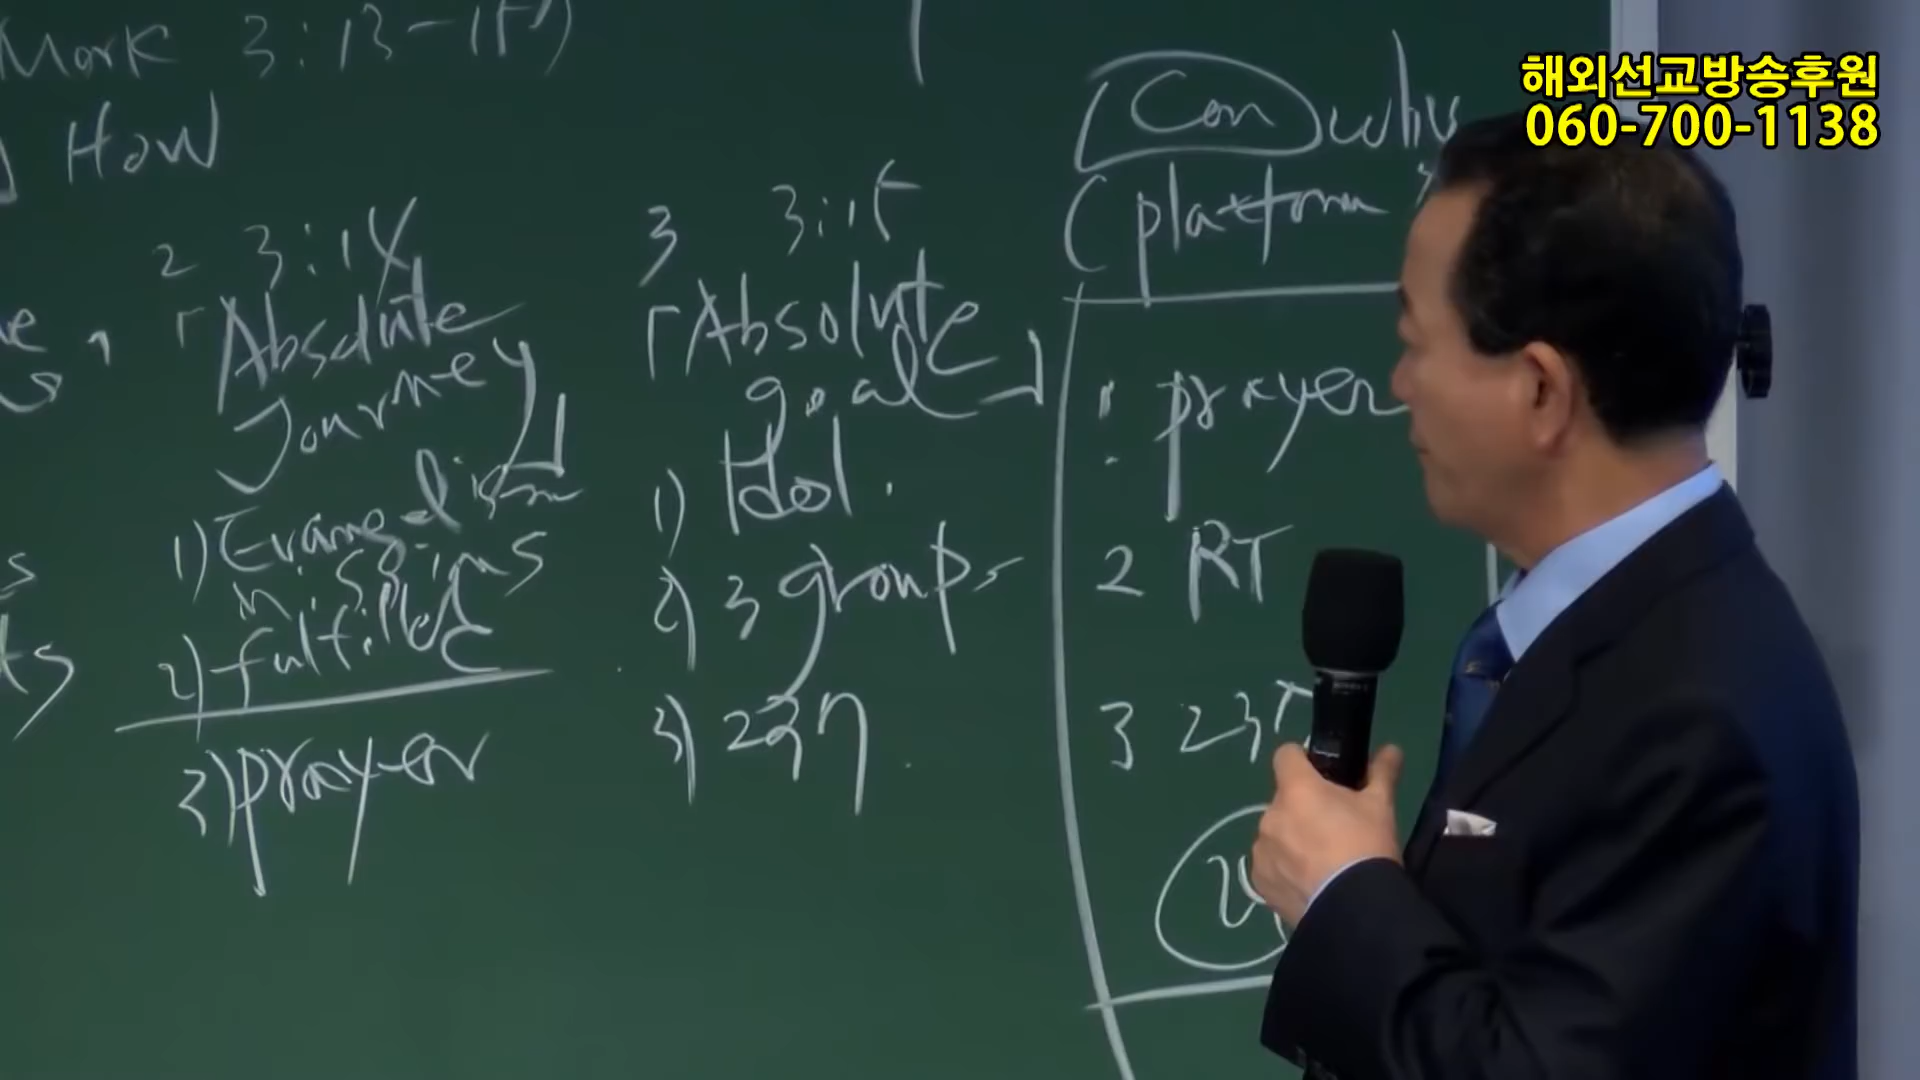 Mark 3:13-15)
How
2 3:14
「Absolute
Journey」
1) Evangelism
missions
2) fulfilled
3) prayer
3 3:15
「Absolute
goal」
1) Idol.
2) 3 groups
3) 237
Con why
(platform
1 prayer
2 RT
3 237
해외선교방송후원
060-700-1138